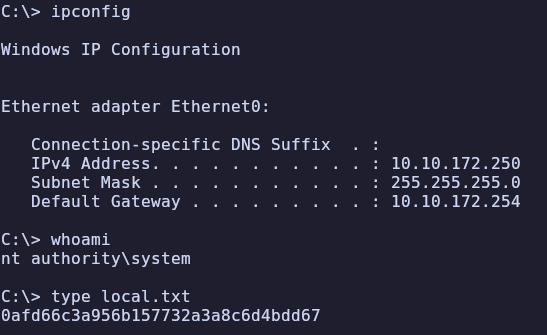 C:\> ipconfig
Windows IP Configuration
Ethernet adapter Ethernet0:
Connection-specific DNS Suffix  . :
IPv4 Address. . . . . . . . . . . : 10.10.172.250
Subnet Mask . . . . . . . . . . . : 255.255.255.0
Default Gateway . . . . . . . . . : 10.10.172.254
C:\> whoami
nt authority\system
C:\> type local.txt
0afd66c3a956b157732a3a8c6d4bdd67